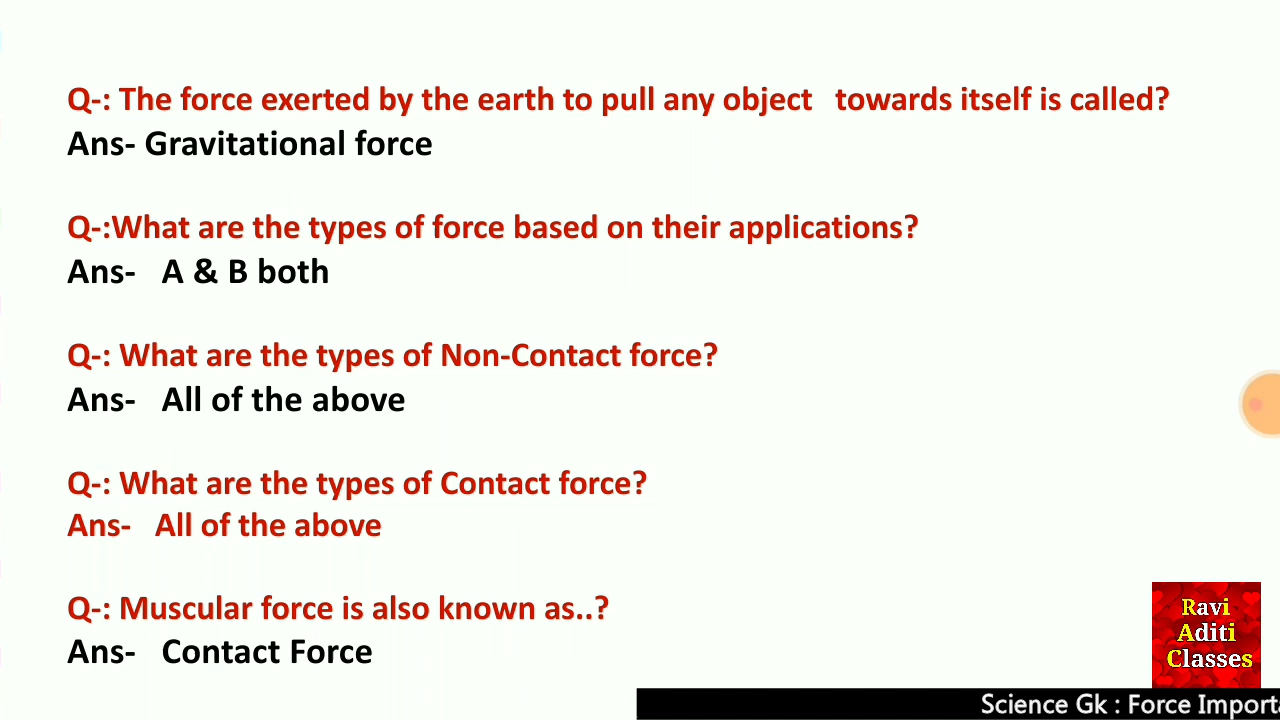 Q-: The force exerted by the earth to pull any object towards itself is called?
Ans- Gravitational force
Q-:What are the types of force based on their applications?
Ans- A & B both
Q-: What are the types of Non-Contact force?
Ans- All of the above
Q-: What are the types of Contact force?
Ans- All of the above
Q-: Muscular force is also known as..?
Ans- Contact Force
Ravi
Aditi
Classes
Science Gk : Force Import